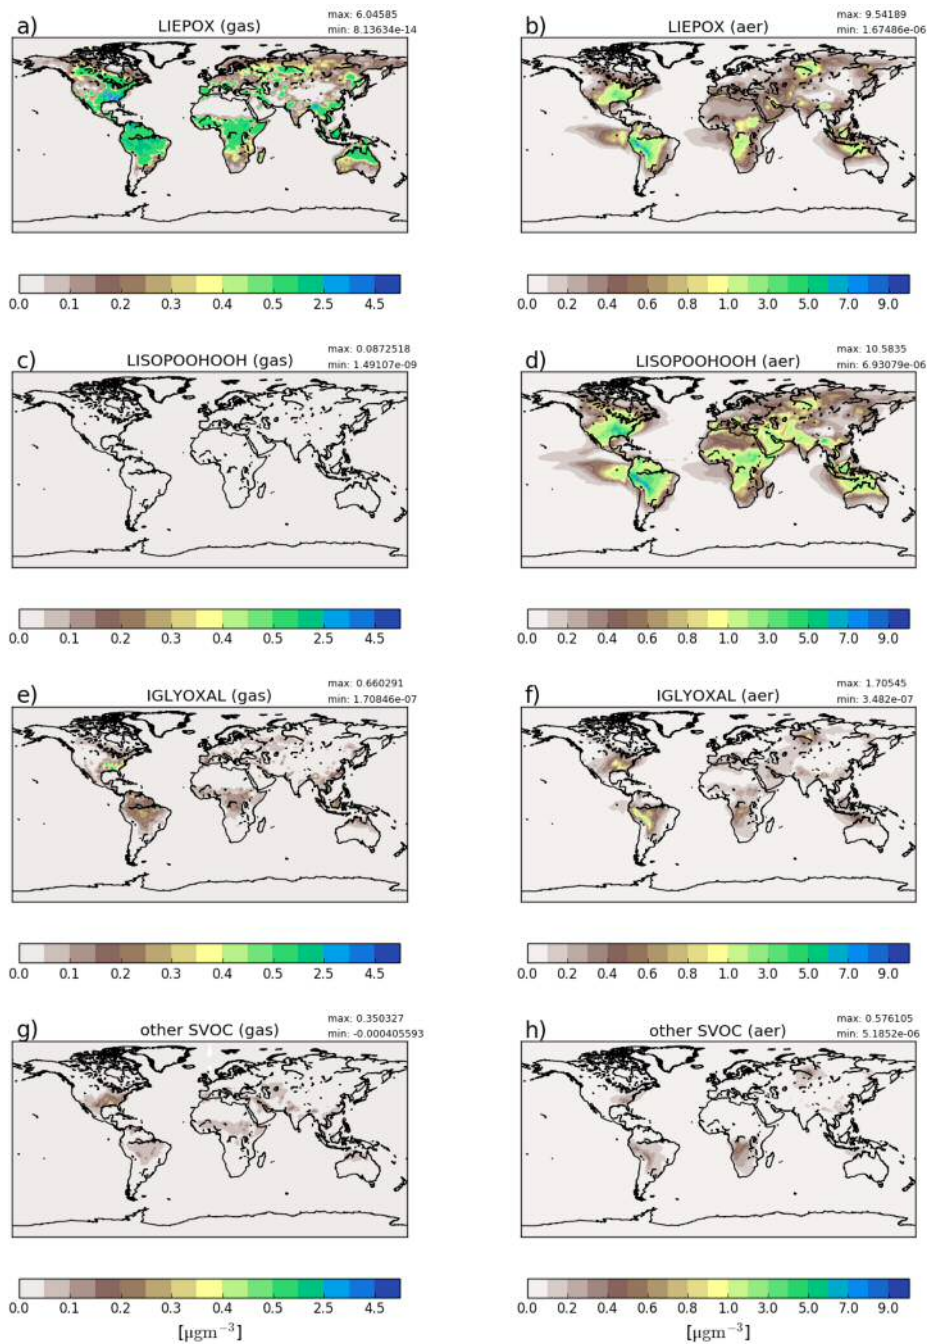 a) LIEPOX (gas) max: 6.04585
min: 8.13634e-14
0.0 0.1 0.2 0.3 0.4 0.5 2.5 4.5
b) LIEPOX (aer) max: 9.54189
min: 1.67486e-06
0.0 0.2 0.4 0.6 0.8 1.0 3.0 5.0 7.0 9.0
c) LISOPOOHOOH (gas) max: 0.0872518
min: 1.49107e-09
0.0 0.1 0.2 0.3 0.4 0.5 2.5 4.5
d) LISOPOOHOOH (aer) max: 10.5835
min: 6.93079e-06
0.0 0.2 0.4 0.6 0.8 1.0 3.0 5.0 7.0 9.0
e) IGLYOXAL (gas) max: 0.660291
min: 1.70846e-07
0.0 0.1 0.2 0.3 0.4 0.5 2.5 4.5
f) IGLYOXAL (aer) max: 1.70545
min: 3.482e-07
0.0 0.2 0.4 0.6 0.8 1.0 3.0 5.0 7.0 9.0
g) other SVOC (gas) max: 0.350327
min: -0.000405593
0.0 0.1 0.2 0.3 0.4 0.5 2.5 4.5
[µgm⁻³]
h) other SVOC (aer) max: 0.576105
min: 5.1852e-06
0.0 0.2 0.4 0.6 0.8 1.0 3.0 5.0 7.0 9.0
[µgm⁻³]